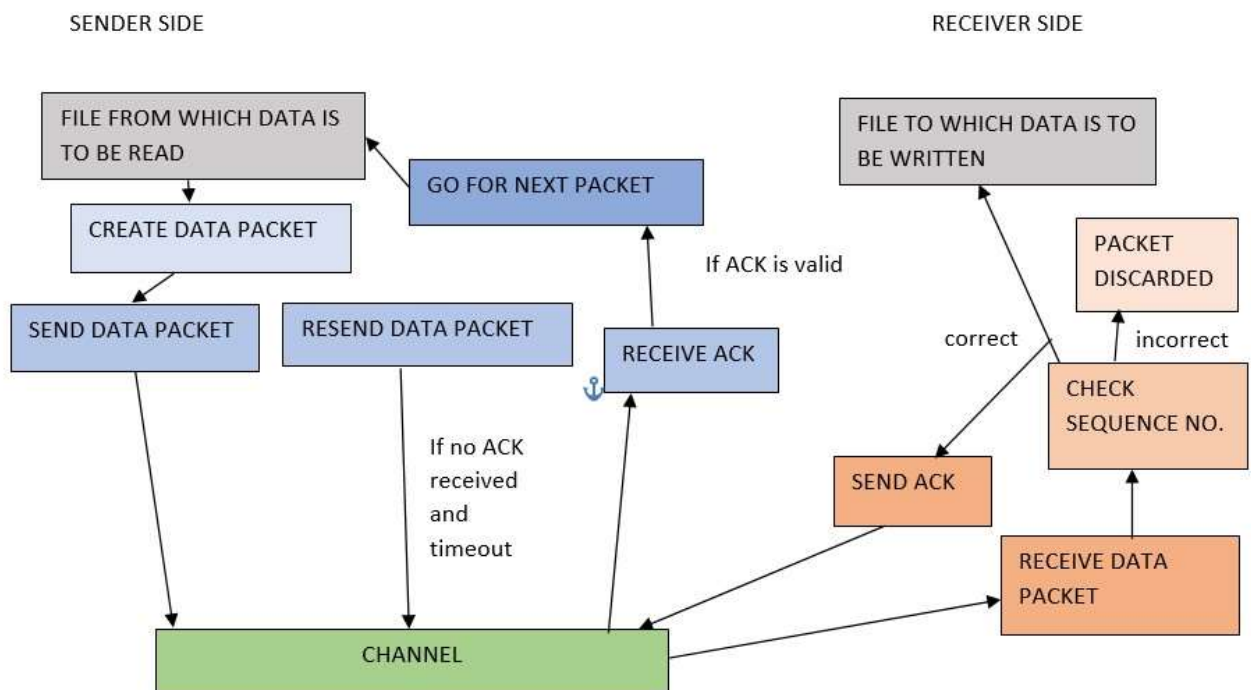 SENDER SIDE
RECEIVER SIDE
FILE FROM WHICH DATA IS
TO BE READ
GO FOR NEXT PACKET
CREATE DATA PACKET
SEND DATA PACKET
RESEND DATA PACKET
If ACK is valid
RECEIVE ACK
If no ACK
received
and
timeout
CHANNEL
FILE TO WHICH DATA IS TO
BE WRITTEN
PACKET
DISCARDED
correct
incorrect
CHECK
SEQUENCE NO.
SEND ACK
RECEIVE DATA
PACKET